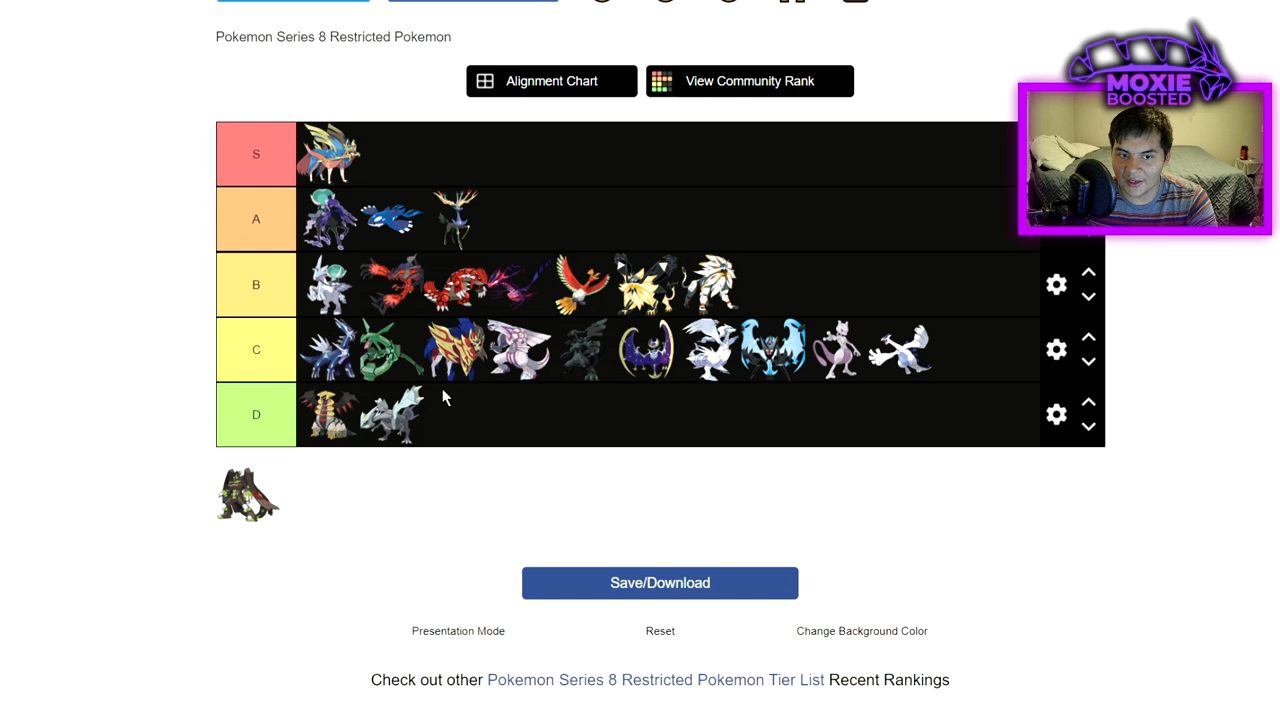 Pokemon Series 8 Restricted Pokemon
Alignment Chart
View Community Rank
MOXIE
BOOSTED
S
A
B
C
D
Save/Download
Presentation Mode
Reset
Change Background Color
Check out other Pokemon Series 8 Restricted Pokemon Tier List Recent Rankings